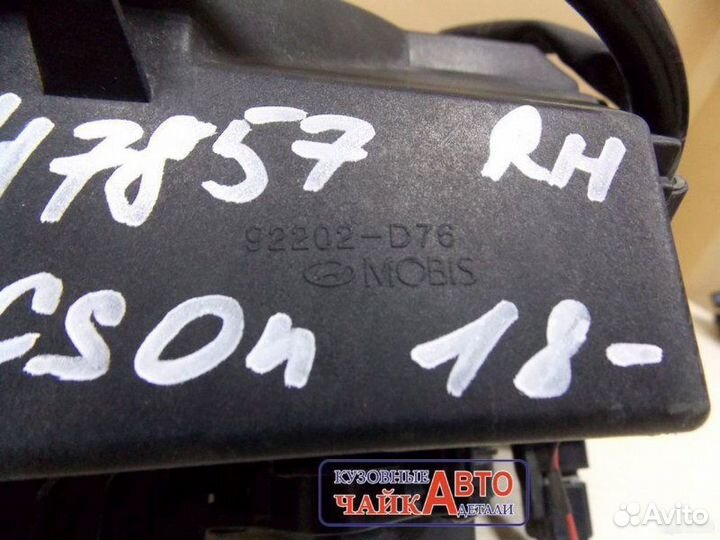 47857 RH
92202-D76
MOBIS
CSOn 18-
КУЗОВНЫЕ АВТО
ЧАЙКА ДЕТАЛИ
Avito